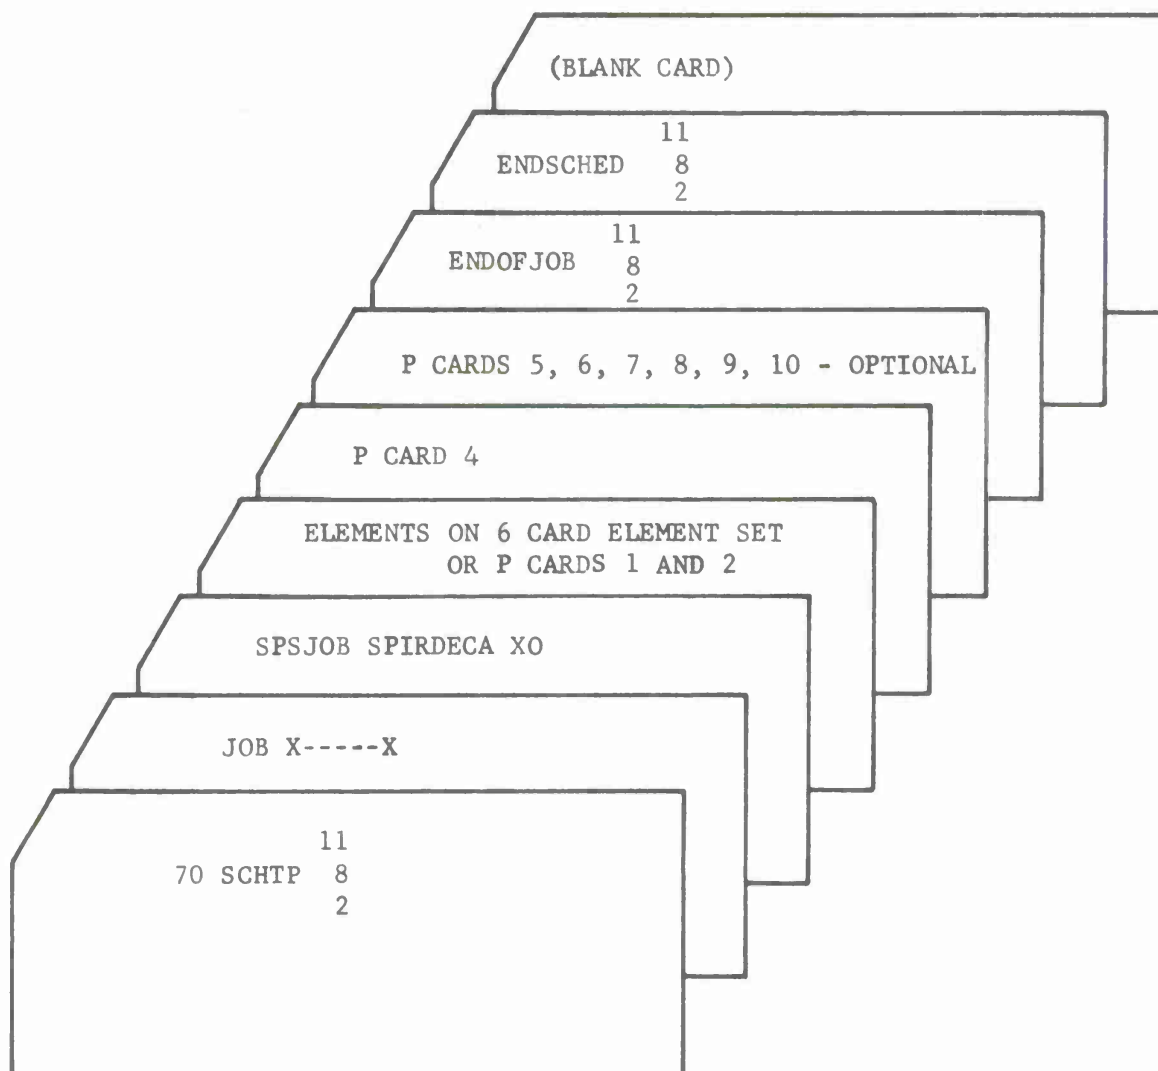 (BLANK CARD)
11
ENDSCHED 8
2
11
ENDOFJOB 8
2
P CARDS 5, 6, 7, 8, 9, 10 - OPTIONAL
P CARD 4
ELEMENTS ON 6 CARD ELEMENT SET
OR P CARDS 1 AND 2
SPSJOB SPIRDECA XO
JOB X-----X
11
70 SCHTP 8
2